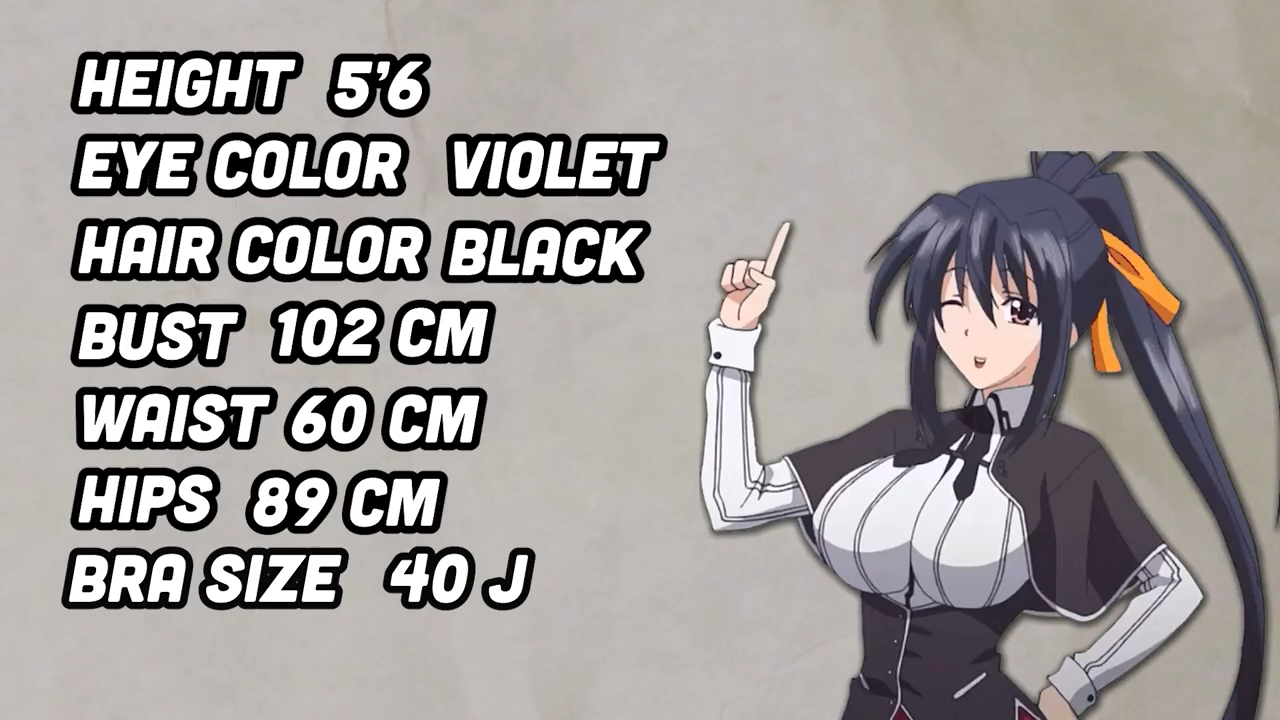 HEIGHT 5'6
EYE COLOR VIOLET
HAIR COLOR BLACK
BUST 102 CM
WAIST 60 CM
HIPS 89 CM
BRA SIZE 40 J